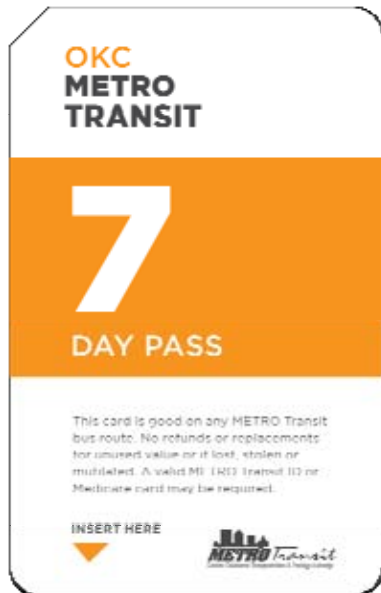 OKC
METRO
TRANSIT
7
DAY PASS
This card is good on any METRO Transit
bus route. No refunds or replacements
for unused value or if lost, stolen or
mutilated. A valid METRO Transit ID or
Medicare card may be required.
INSERT HERE
METRO Transit